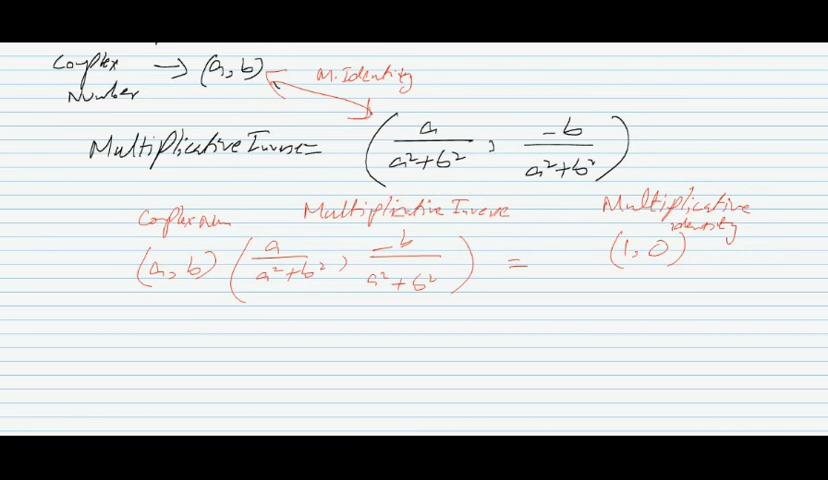 Complex → (a, b)
M.Identity
Number
Multiplicative Inverse= (a/a²+b², -b/a²+b²)
Complex Num Multiplicative Inverse Multiplicative identity
(a, b) (a/a²+b², -b/a²+b²) = (1, 0)